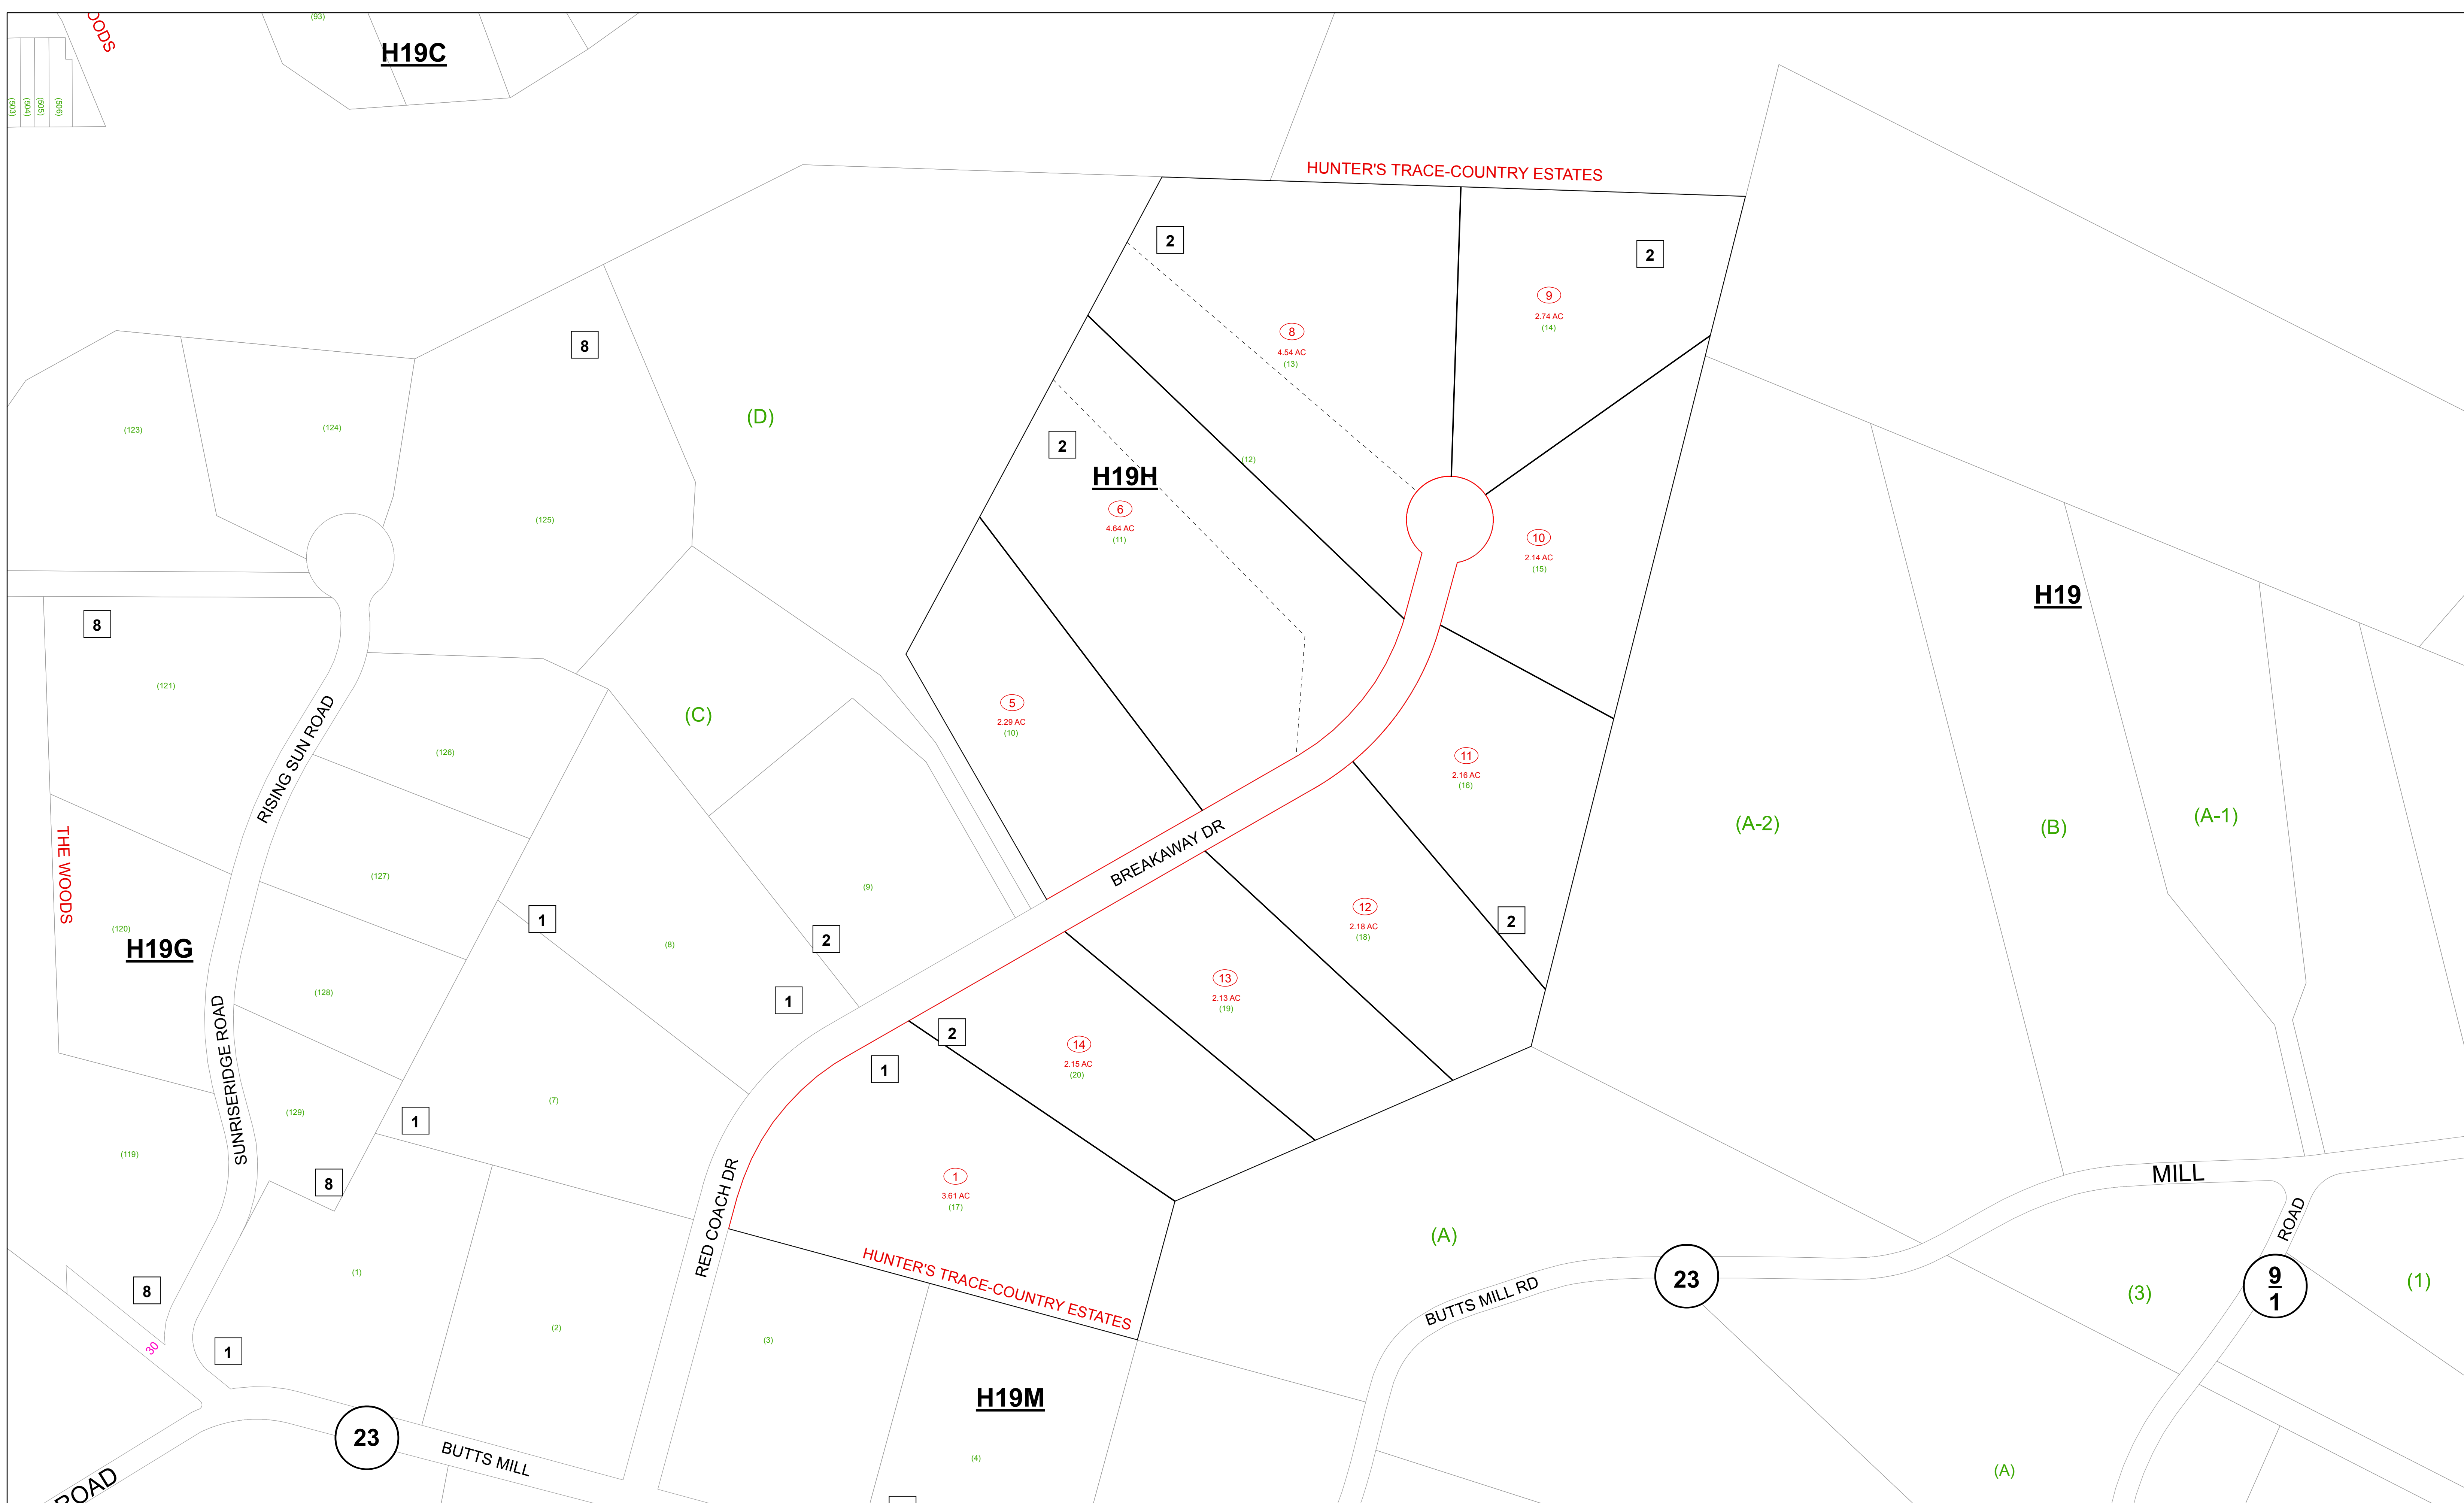 (93)
OODS
H19C
(503)
(504)
(505)
(506)
HUNTER'S TRACE-COUNTRY ESTATES
2
2
9
2.74 AC
(14)
8
4.54 AC
(13)
8
(D)
(123)
(124)
2
(12)
H19H
6
4.64 AC
(11)
(125)
10
2.14 AC
(15)
H19
8
(121)
RISING SUN ROAD
(C)
5
2.29 AC
(10)
(126)
11
2.16 AC
(16)
(A-2)
(B)
(A-1)
BREAKAWAY DR
THE WOODS
(127)
(9)
12
2.18 AC
(18)
2
1
(120)
H19G
(8)
2
13
2.13 AC
(19)
(128)
1
SUNRISERIDGE ROAD
2
14
2.15 AC
(20)
1
(129)
1
(7)
(119)
8
RED COACH DR
1
3.61 AC
(17)
MILL
ROAD
(A)
HUNTER'S TRACE-COUNTRY ESTATES
(1)
8
23
9
1
(3)
(1)
BUTTS MILL RD
30
1
(2)
(3)
H19M
23
BUTTS MILL
(4)
(A)
ROAD